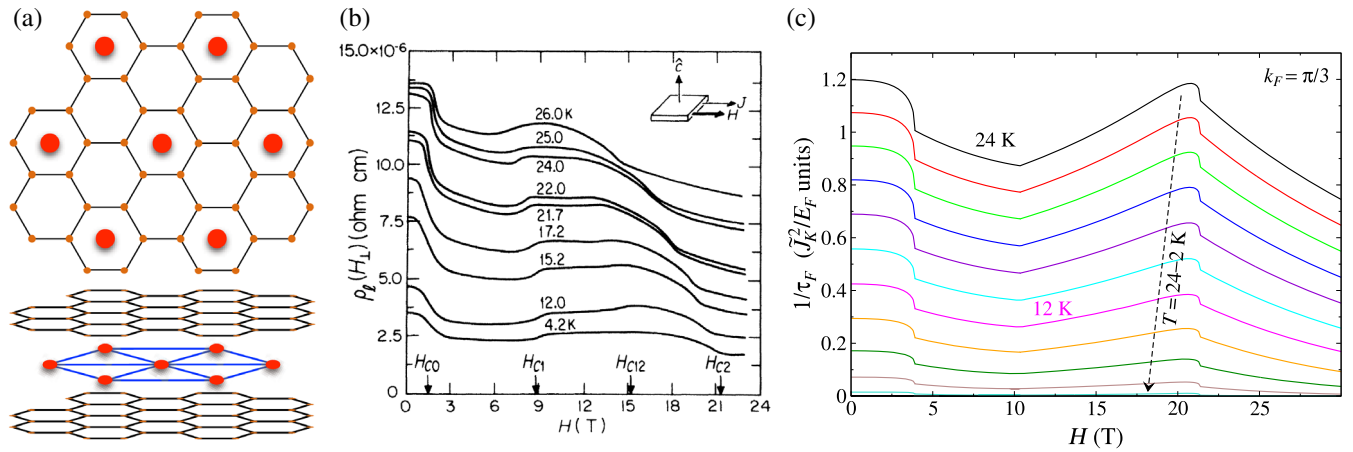 (a)
(b)
15.0×10⁻⁶
12.5
10.0
7.5
5.0
2.5
0
ρℓ(H⊥)(ohm cm)
ĉ
J
H
26.0 K
25.0
24.0
22.0
21.7
17.2
15.2
12.0
4.2 K
H_C0
H_C1
H_C12
H_C2
0 3 6 9 12 15 18 21 24
H(T)
(c)
k_F = π/3
1.2
1
0.8
0.6
0.4
0.2
0
1/τ_F (J̃_K²/E_F units)
24 K
12 K
T = 24–2 K
0 5 10 15 20 25
H (T)